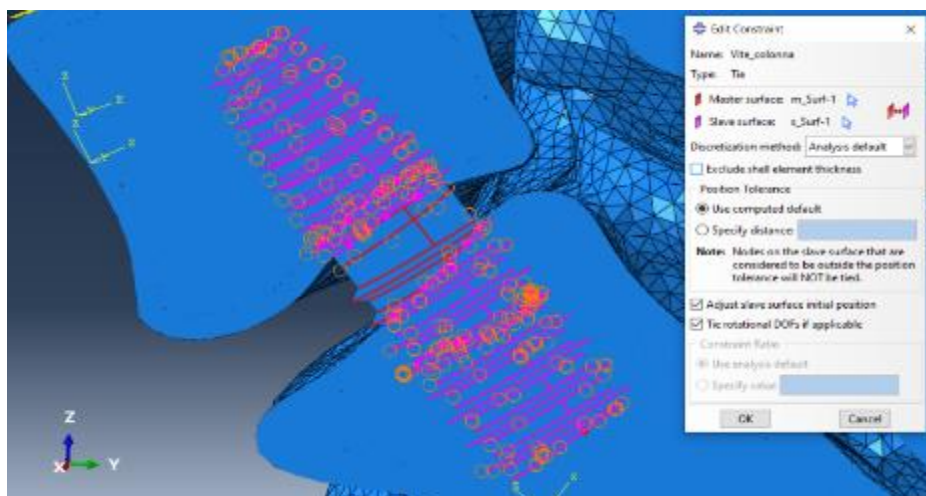 Edit Constraint
Name: Vite_colonna
Type: Tie
Master surface: m_Surf-1
Slave surface: s_Surf-1
Discretization method: Analysis default
Exclude shell element thickness
Position Tolerance
Use computed default
Specify distance:
Note: Nodes on the slave surface that are
considered to be outside the position
tolerance will NOT be tied.
Adjust slave surface initial position
Tie rotational DOFs if applicable
Constraint Ratio
Use analysis default
Specify value
OK Cancel
Z
X Y